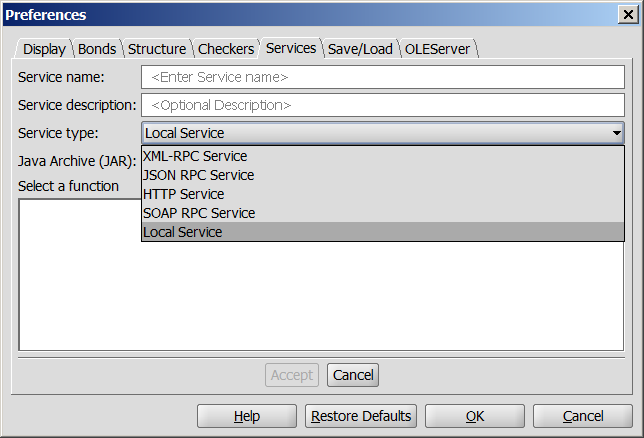 Preferences
Display Bonds Structure Checkers Services Save/Load OLEServer
Service name: <Enter Service name>
Service description: <Optional Description>
Service type: Local Service
XML-RPC Service
Java Archive (JAR):
JSON RPC Service
Select a function
HTTP Service
SOAP RPC Service
Local Service
Accept Cancel
Help Restore Defaults OK Cancel